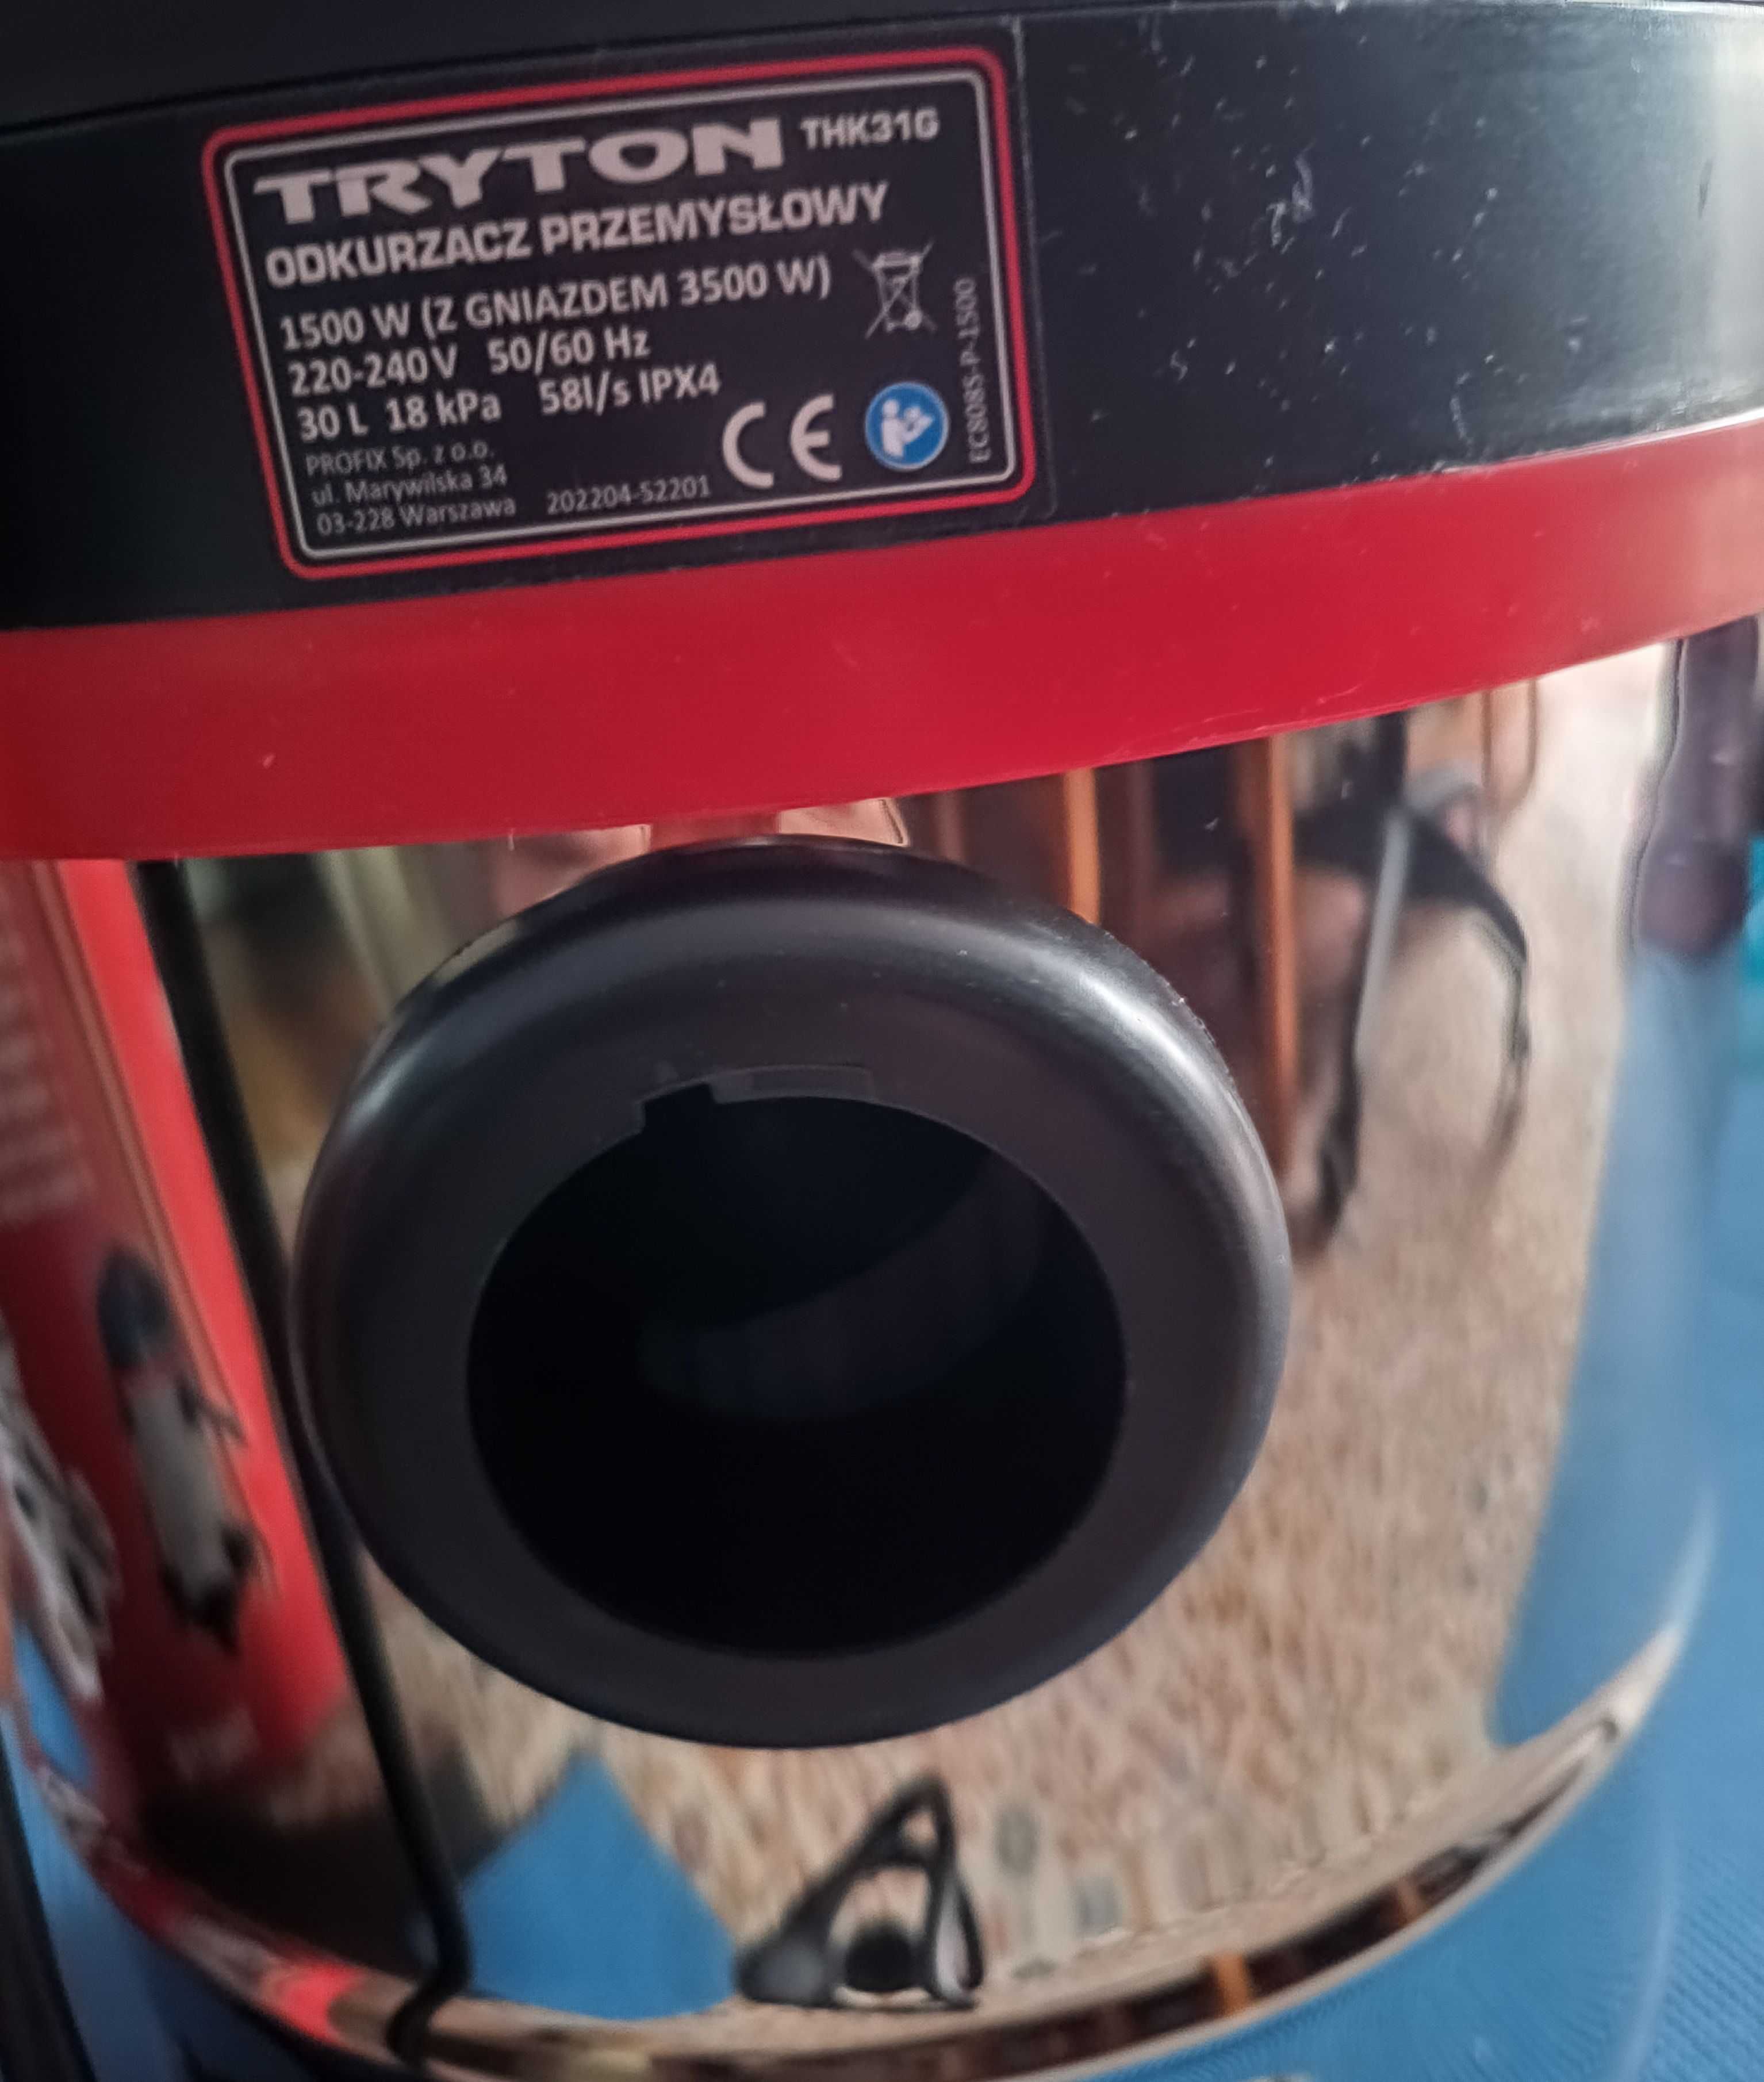 TRYTON THK31G
ODKURZACZ PRZEMYSŁOWY
1500 W (Z GNIAZDEM 3500 W)
220-240V 50/60 Hz
30 L 18 kPa 58l/s IPX4
PROFIX Sp. z o.o.
ul. Marywilska 34
03-228 Warszawa 202204-S2201
CE
EC808S-P-1500